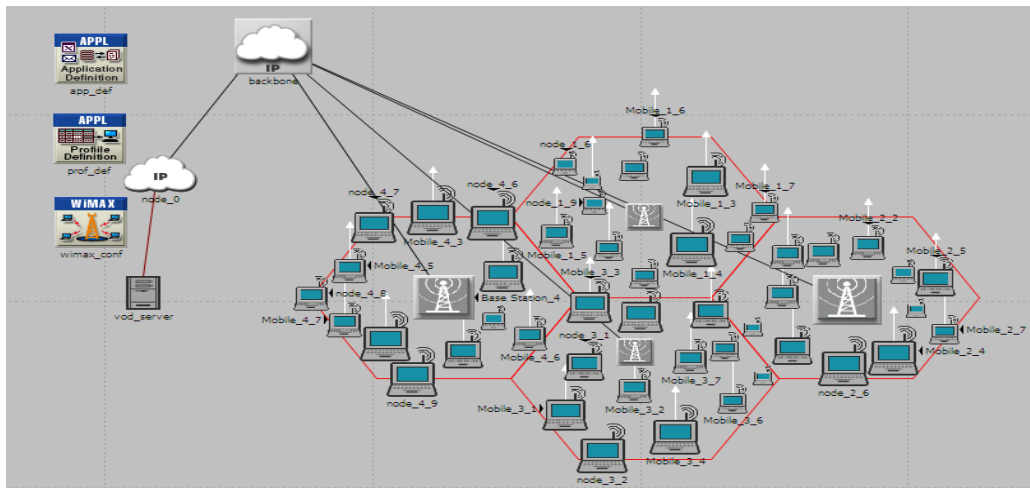 APPL
Application
Definition
app_def
IP
backbone
APPL
Profile
Definition
prof_def
IP
node_0
WiMAX
wimax_conf
vod_server
Mobile_1_6
node_1_6
Mobile_1_7
Mobile_1_3
node_1_9
Mobile_1_5
Mobile_1_4
node_4_7
node_4_6
Mobile_4_3
Mobile_2_2
Mobile_2_5
Mobile_4_5
Mobile_3_3
node_4_8
Base Station_4
Mobile_4_7
Mobile_4_6
node_3_1
Mobile_2_7
Mobile_2_4
node_4_9
Mobile_3_7
node_2_6
Mobile_3_1
Mobile_3_2
Mobile_3_6
Mobile_3_4
node_3_2